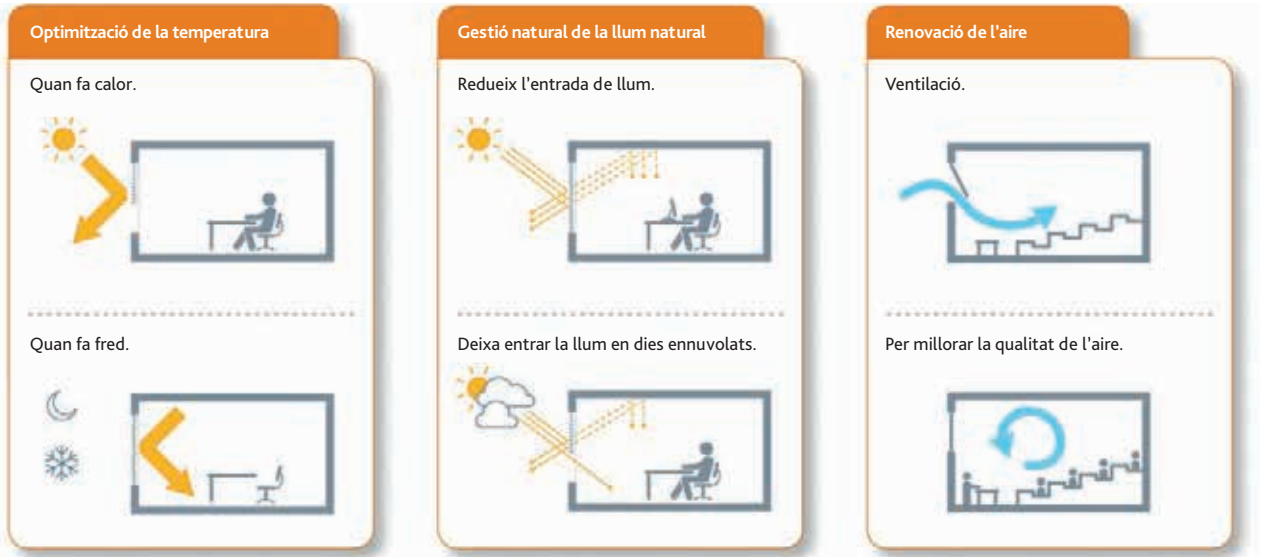 Optimització de la temperatura
Quan fa calor.
Quan fa fred.
Gestió natural de la llum natural
Redueix l'entrada de llum.
Deixa entrar la llum en dies ennuvolats.
Renovació de l'aire
Ventilació.
Per millorar la qualitat de l'aire.